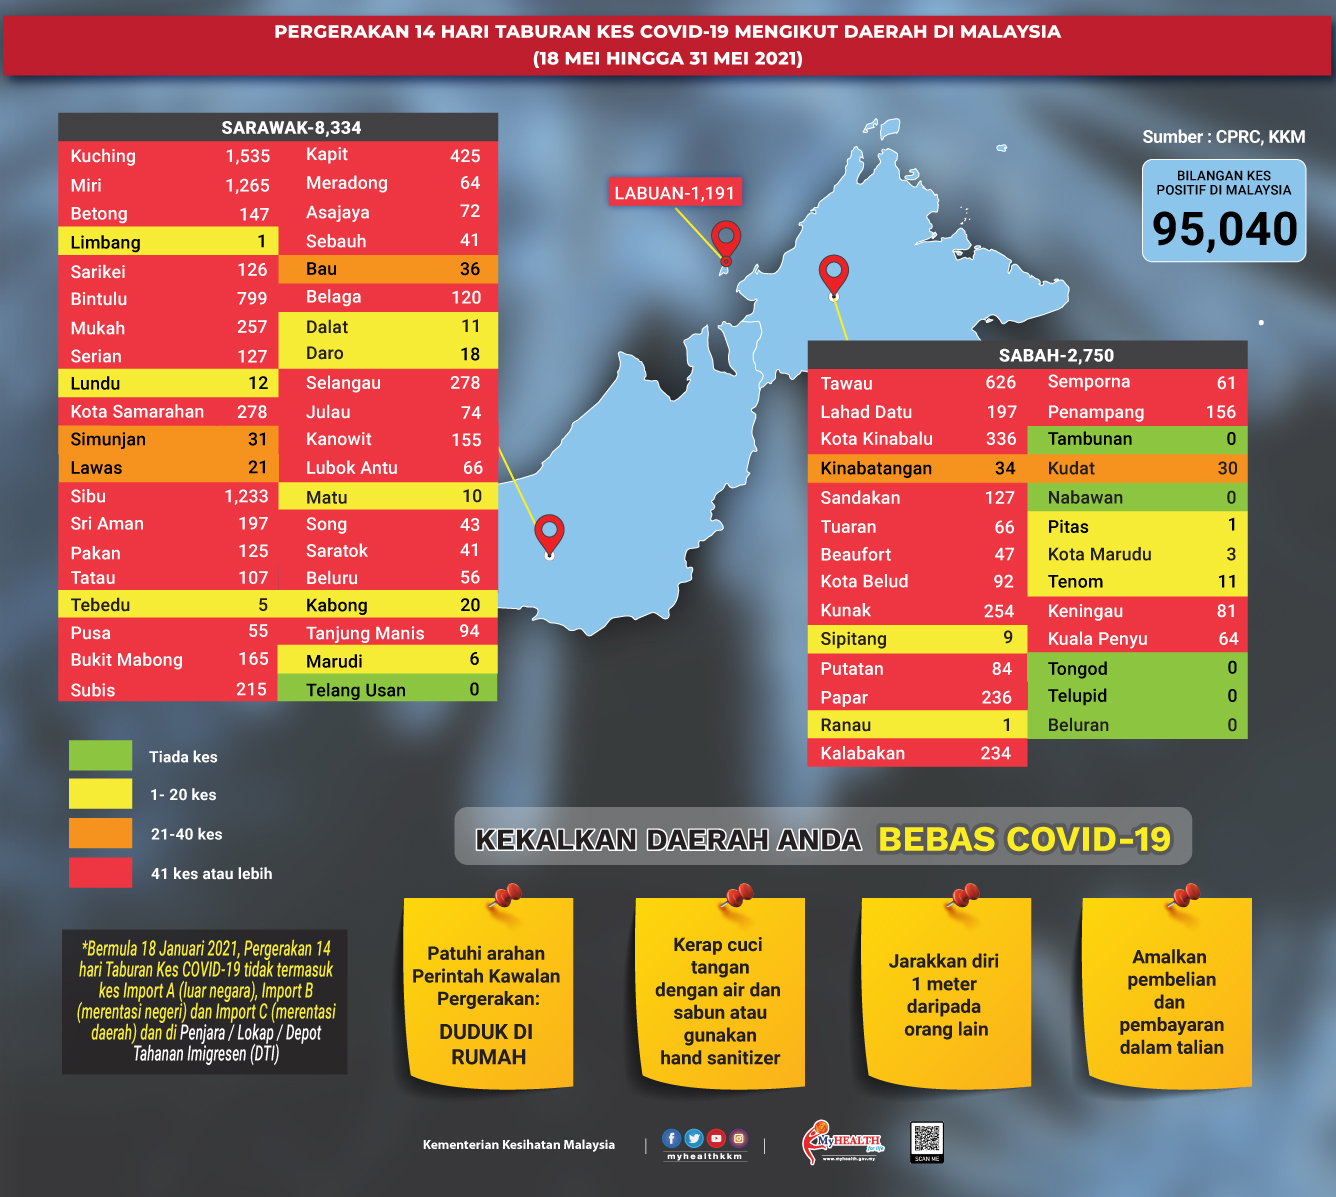 PERGERAKAN 14 HARI TABURAN KES COVID-19 MENGIKUT DAERAH DI MALAYSIA
(18 MEI HINGGA 31 MEI 2021)
Sumber : CPRC, KKM
BILANGAN KES
POSITIF DI MALAYSIA
95,040
SARAWAK-8,334
Kuching 1,535
Miri 1,265
Betong 147
Limbang 1
Sarikei 126
Bintulu 799
Mukah 257
Serian 127
Lundu 12
Kota Samarahan 278
Simunjan 31
Lawas 21
Sibu 1,233
Sri Aman 197
Pakan 125
Tatau 107
Tebedu 5
Pusa 55
Bukit Mabong 165
Subis 215
Kapit 425
Meradong 64
Asajaya 72
Sebauh 41
Bau 36
Belaga 120
Dalat 11
Daro 18
Selangau 278
Julau 74
Kanowit 155
Lubok Antu 66
Matu 10
Song 43
Saratok 41
Beluru 56
Kabong 20
Tanjung Manis 94
Marudi 6
Telang Usan 0
LABUAN-1,191
SABAH-2,750
Tawau 626
Lahad Datu 197
Kota Kinabalu 336
Kinabatangan 34
Sandakan 127
Tuaran 66
Beaufort 47
Kota Belud 92
Kunak 254
Sipitang 9
Putatan 84
Papar 236
Ranau 1
Kalabakan 234
Semporna 61
Penampang 156
Tambunan 0
Kudat 30
Nabawan 0
Pitas 1
Kota Marudu 3
Tenom 11
Keningau 81
Kuala Penyu 64
Tongod 0
Telupid 0
Beluran 0
Tiada kes
1- 20 kes
21-40 kes
41 kes atau lebih
*Bermula 18 Januari 2021, Pergerakan 14
hari Taburan Kes COVID-19 tidak termasuk
kes Import A (luar negara), Import B
(merentasi negeri) dan Import C (merentasi
daerah) dan di Penjara / Lokap / Depot
Tahanan Imigresen (DTI)
KEKALKAN DAERAH ANDA BEBAS COVID-19
Patuhi arahan
Perintah Kawalan
Pergerakan:
DUDUK DI
RUMAH
Kerap cuci
tangan
dengan air dan
sabun atau
gunakan
hand sanitizer
Jarakkan diri
1 meter
daripada
orang lain
Amalkan
pembelian
dan
pembayaran
dalam talian
Kementerian Kesihatan Malaysia
myhealthkkm
MyHEALTH
for life
www.myhealth.gov.my
SCAN ME